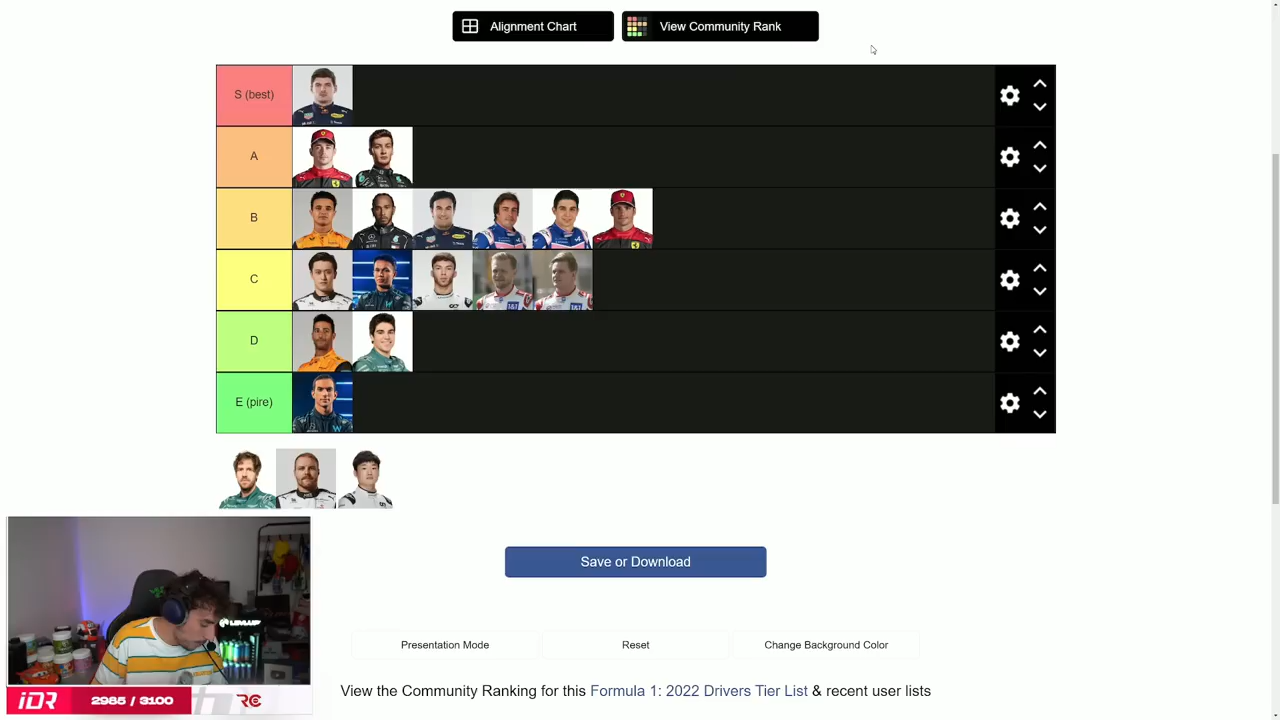 Alignment Chart
View Community Rank
S (best)
A
B
C
D
E (pire)
Save or Download
Presentation Mode
Reset
Change Background Color
View the Community Ranking for this Formula 1: 2022 Drivers Tier List & recent user lists
iDR
2985 / 3100